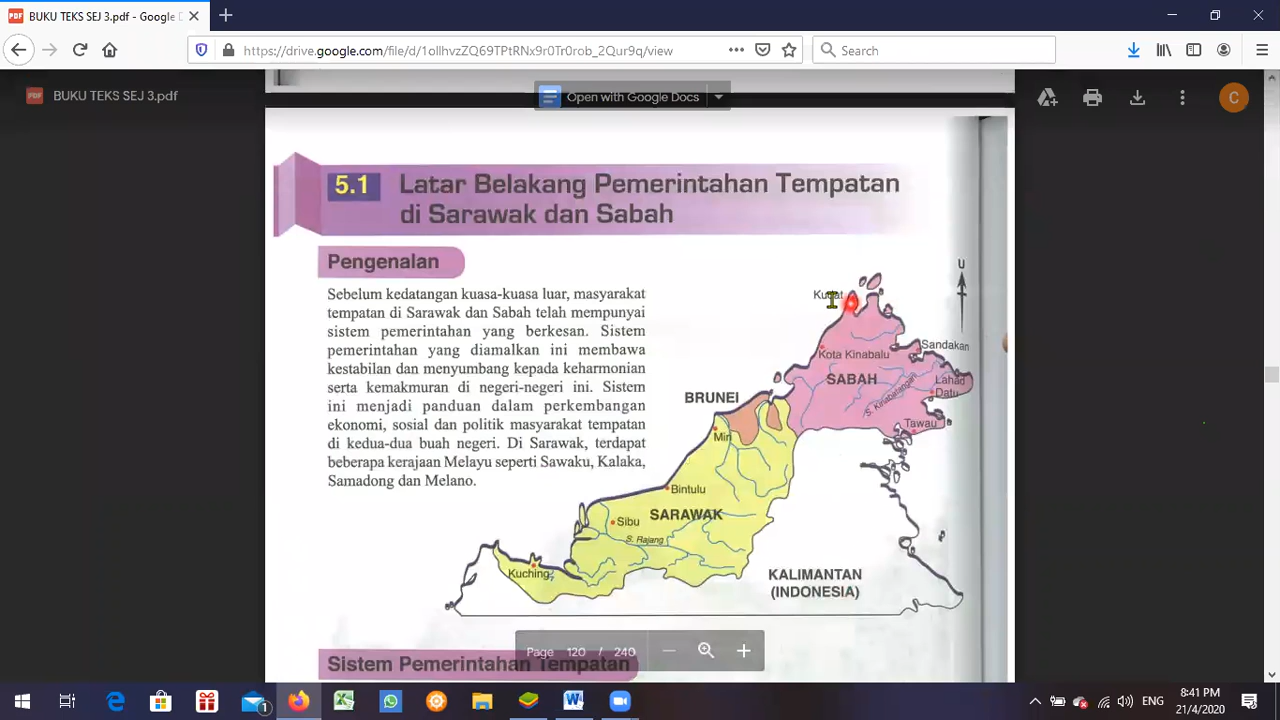 BUKU TEKS SEJ 3.pdf - Google D
https://drive.google.com/file/d/1ollhvzZQ69TPtRNx9r0Tr0rob_2Qur9q/view
Search
BUKU TEKS SEJ 3.pdf
Open with Google Docs
C
5.1 Latar Belakang Pemerintahan Tempatan
di Sarawak dan Sabah
Pengenalan
Sebelum kedatangan kuasa-kuasa luar, masyarakat
tempatan di Sarawak dan Sabah telah mempunyai
sistem pemerintahan yang berkesan. Sistem
pemerintahan yang diamalkan ini membawa
kestabilan dan menyumbang kepada keharmonian
serta kemakmuran di negeri-negeri ini. Sistem
ini menjadi panduan dalam perkembangan
ekonomi, sosial dan politik masyarakat tempatan
di kedua-dua buah negeri. Di Sarawak, terdapat
beberapa kerajaan Melayu seperti Sawaku, Kalaka,
Samadong dan Melano.
U
Kudat
Sandakan
Kota Kinabalu
SABAH
Lahad
Datu
S. Kinabatangan
BRUNEI
Tawau
Miri
Bintulu
SARAWAK
Sibu
S. Rajang
Kuching
KALIMANTAN
(INDONESIA)
Page 120 / 240
Sistem Pemerintahan Tempatan
1
ENG
8:41 PM
21/4/2020